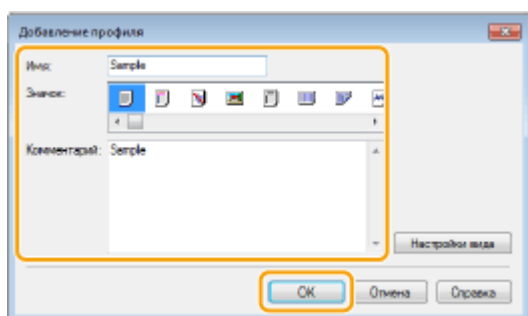 Добавление профиля
Имя: Sample
Значок:
Комментарий: Sample
Настройки вида
OK Отмена Справка